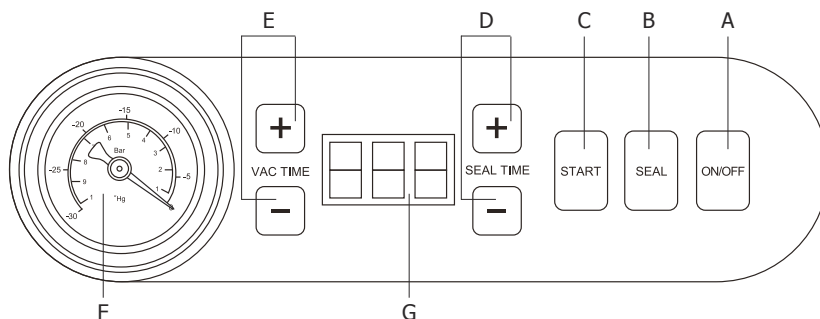 E D C B A
-15
-20 -10
6 5 4
Bar
8 3
-25 9 2 -5
1 "Hg 1
-30
+ +
VAC TIME SEAL TIME START SEAL ON/OFF
− −
F G